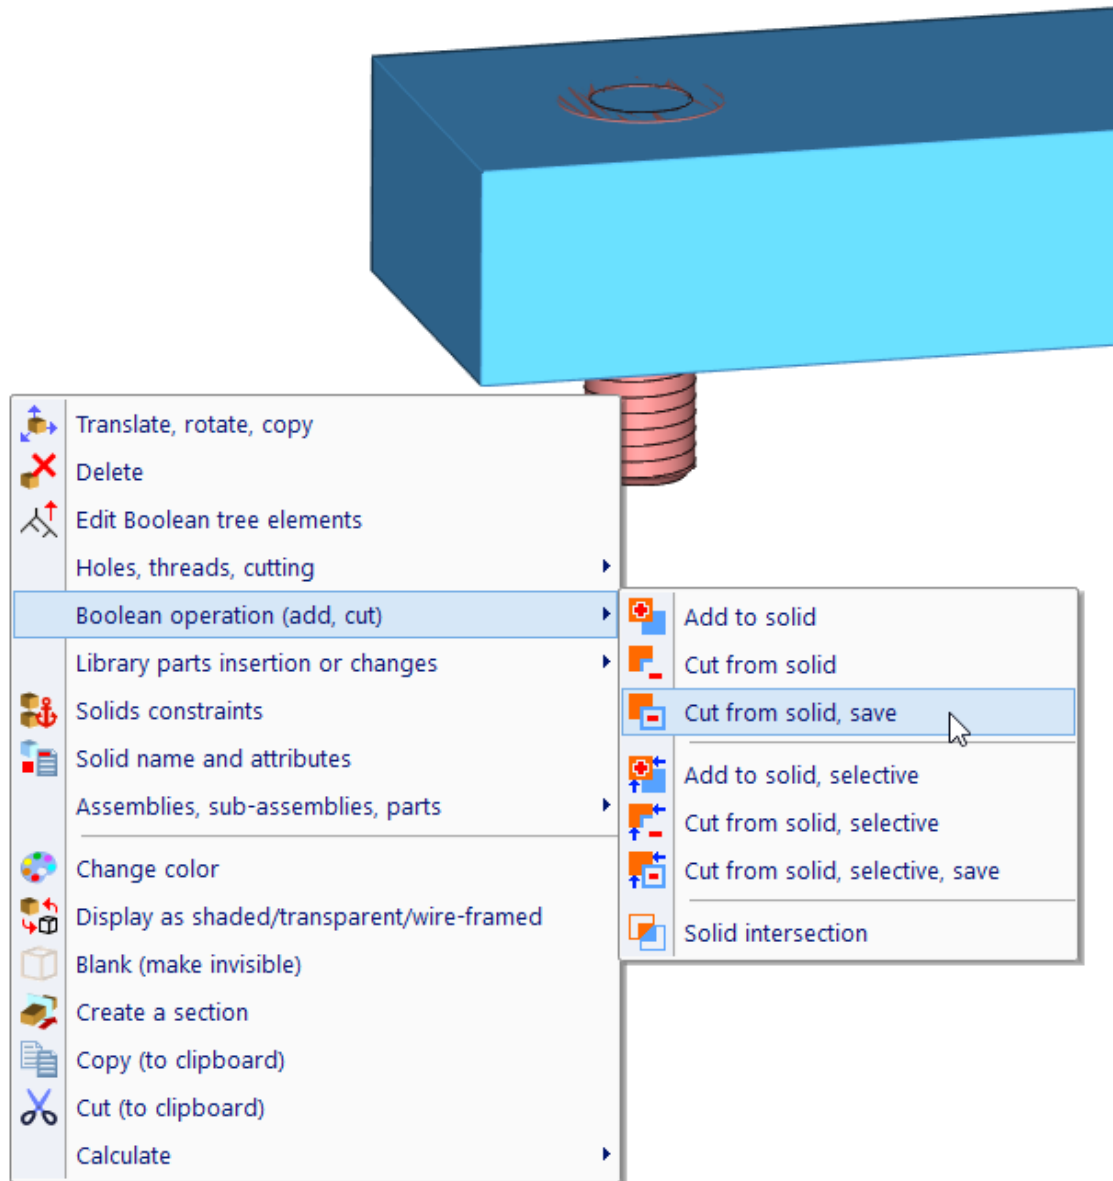 Translate, rotate, copy
Delete
Edit Boolean tree elements
Holes, threads, cutting
Boolean operation (add, cut)
Library parts insertion or changes
Solids constraints
Solid name and attributes
Assemblies, sub-assemblies, parts
Change color
Display as shaded/transparent/wire-framed
Blank (make invisible)
Create a section
Copy (to clipboard)
Cut (to clipboard)
Calculate
Add to solid
Cut from solid
Cut from solid, save
Add to solid, selective
Cut from solid, selective
Cut from solid, selective, save
Solid intersection